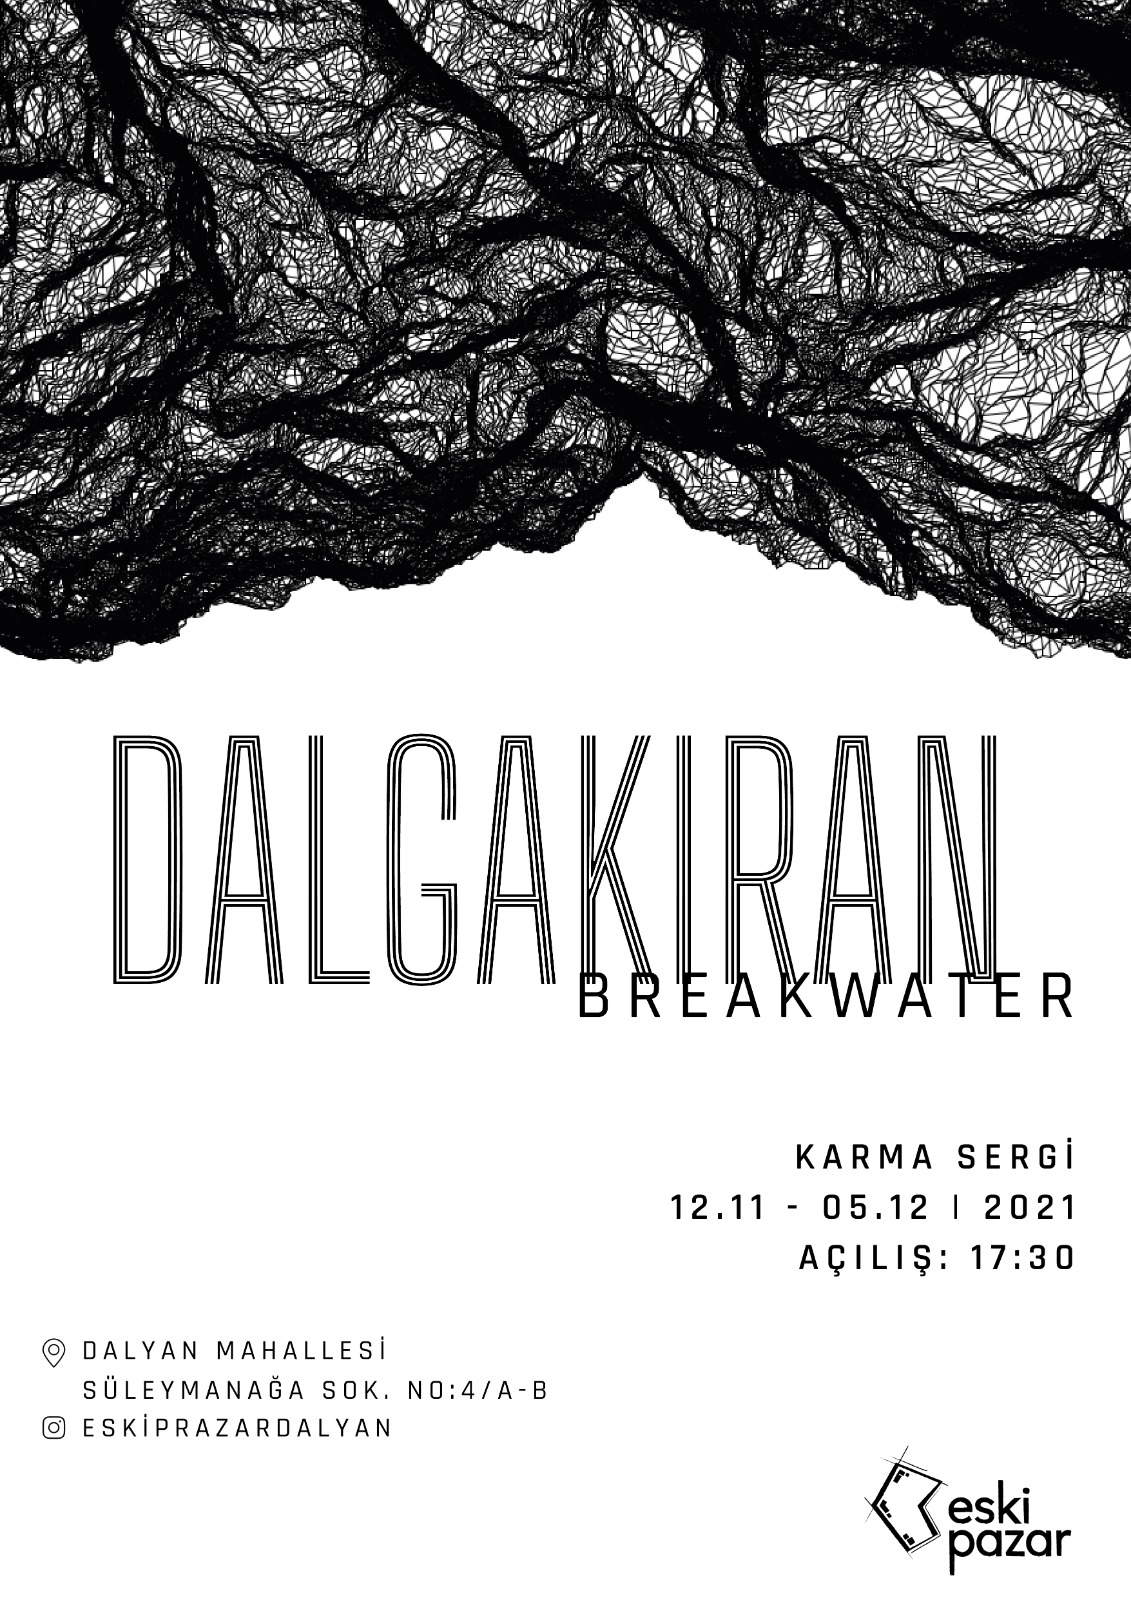 DALGAKIRAN
BREAKWATER
KARMA SERGİ
12.11 - 05.12 | 2021
AÇILIŞ: 17:30
DALYAN MAHALLESİ
SÜLEYMANAĞA SOK. NO:4/A-B
ESKİPRAZARDALYAN
eski
pazar